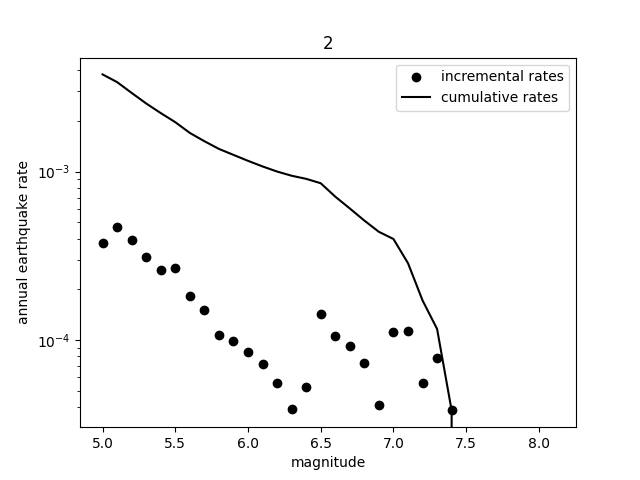 2
incremental rates
cumulative rates
annual earthquake rate
10⁻³
10⁻⁴
5.0 5.5 6.0 6.5 7.0 7.5 8.0
magnitude